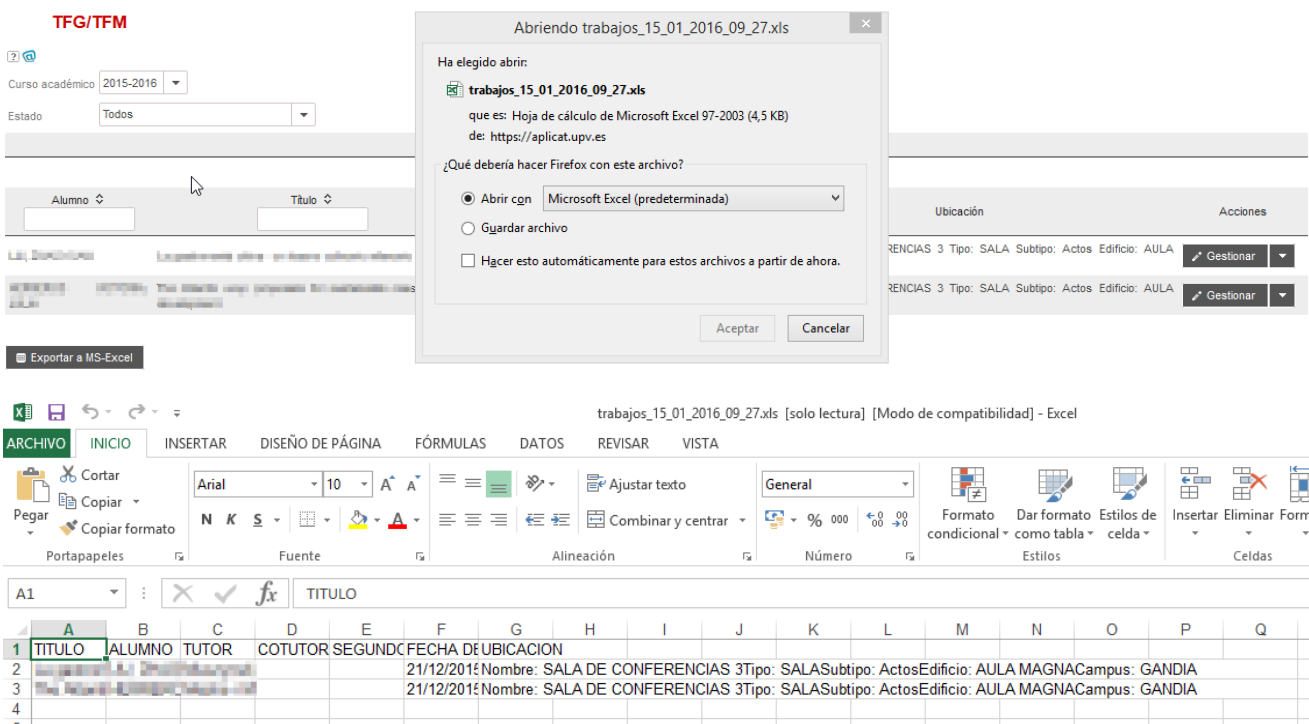 TFG/TFM
Curso académico 2015-2016
Estado Todos
Alumno Título Ubicación Acciones
RENCIAS 3 Tipo: SALA Subtipo: Actos Edificio: AULA Gestionar
RENCIAS 3 Tipo: SALA Subtipo: Actos Edificio: AULA Gestionar
Exportar a MS-Excel
Abriendo trabajos_15_01_2016_09_27.xls
Ha elegido abrir:
trabajos_15_01_2016_09_27.xls
que es: Hoja de cálculo de Microsoft Excel 97-2003 (4,5 KB)
de: https://aplicat.upv.es
¿Qué debería hacer Firefox con este archivo?
Abrir con Microsoft Excel (predeterminada)
Guardar archivo
Hacer esto automáticamente para estos archivos a partir de ahora.
Aceptar Cancelar
trabajos_15_01_2016_09_27.xls [solo lectura] [Modo de compatibilidad] - Excel
ARCHIVO INICIO INSERTAR DISEÑO DE PÁGINA FÓRMULAS DATOS REVISAR VISTA
Cortar
Copiar
Copiar formato
Pegar
Portapapeles
Arial 10
N K S
Fuente
Ajustar texto
Combinar y centrar
Alineación
General
% 000
Número
Formato condicional
Dar formato como tabla
Estilos de celda
Estilos
Insertar Eliminar Form
Celdas
A1 fx TITULO
A B C D E F G H I J K L M N O P Q
1 TITULO ALUMNO TUTOR COTUTOR SEGUNDO FECHA DE UBICACION
2 21/12/2015 Nombre: SALA DE CONFERENCIAS 3Tipo: SALASubtipo: ActosEdificio: AULA MAGNACampus: GANDIA
3 21/12/2015 Nombre: SALA DE CONFERENCIAS 3Tipo: SALASubtipo: ActosEdificio: AULA MAGNACampus: GANDIA
4